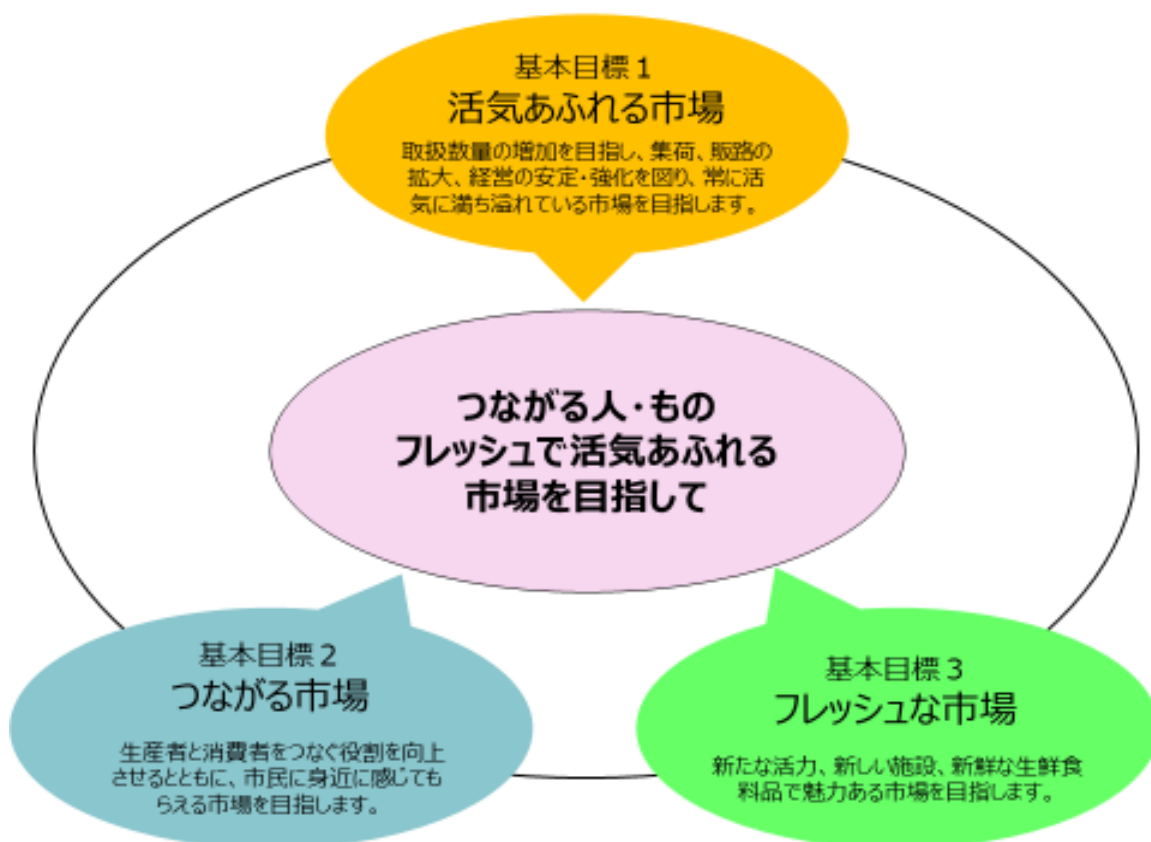 基本目標1
活気あふれる市場
取扱数量の増加を目指し、集荷、販路の
拡大、経営の安定・強化を図り、常に活
気に満ち溢れている市場を目指します。
つながる人・もの
フレッシュで活気あふれる
市場を目指して
基本目標2
つながる市場
生産者と消費者をつなぐ役割を向上
させるとともに、市民に身近に感じても
らえる市場を目指します。
基本目標3
フレッシュな市場
新たな活力、新しい施設、新鮮な生鮮食
料品で魅力ある市場を目指します。